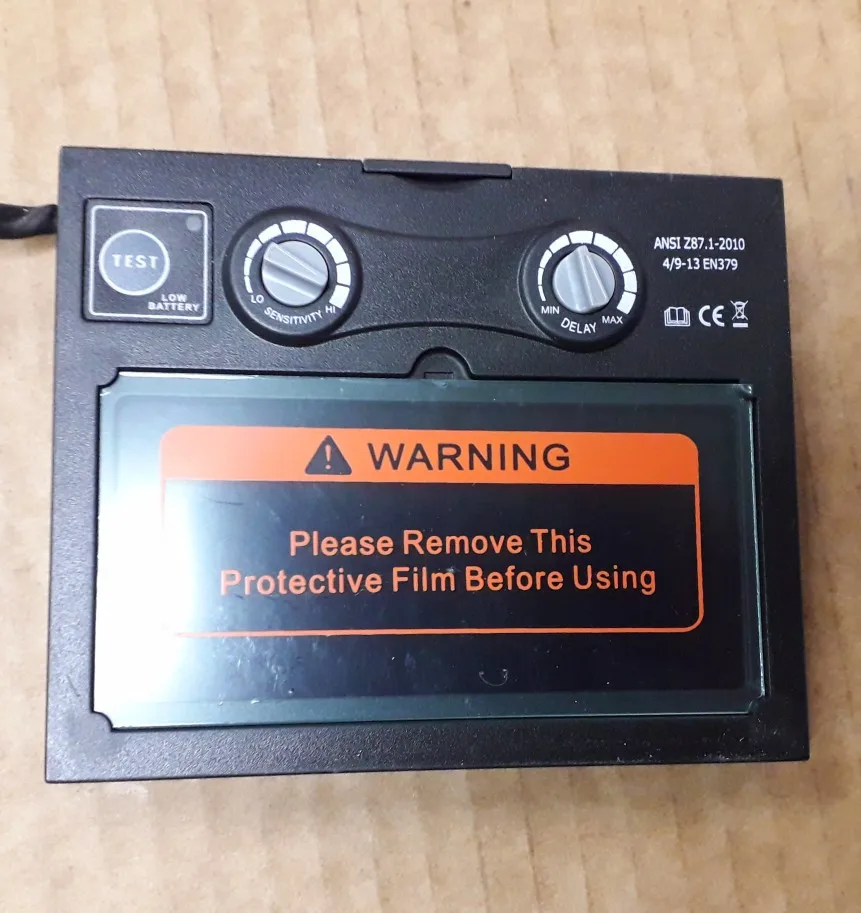 TEST
LOW
BATTERY
LO
SENSITIVITY
HI
MIN
DELAY
MAX
ANSI Z87.1-2010
4/9-13 EN379
CE
WARNING
Please Remove This
Protective Film Before Using